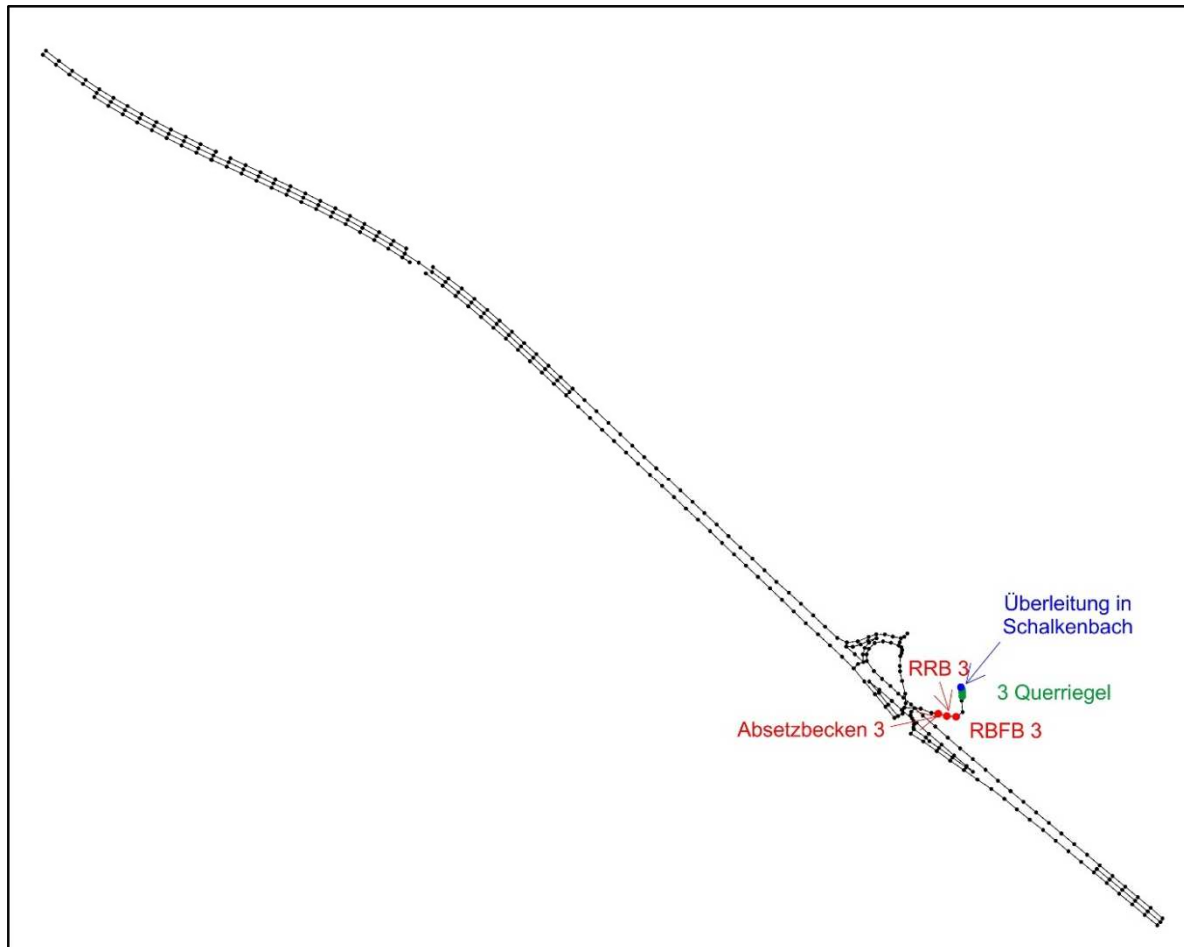 Überleitung in
Schalkenbach
RRB 3
3 Querriegel
Absetzbecken 3
RBFB 3